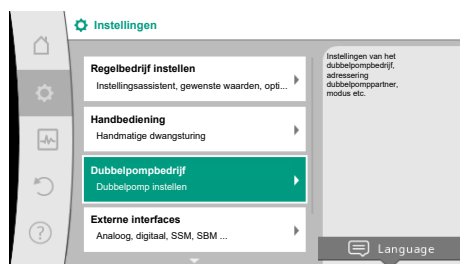 Instellingen
Regelbedrijf instellen
Instellingsassistent, gewenste waarden, opti...
Handbediening
Handmatige dwangsturing
Dubbelpompbedrijf
Dubbelpomp instellen
Externe interfaces
Analoog, digitaal, SSM, SBM ...
Instellingen van het
dubbelpompbedrijf,
adressering
dubbelpomppartner,
modus etc.
Language